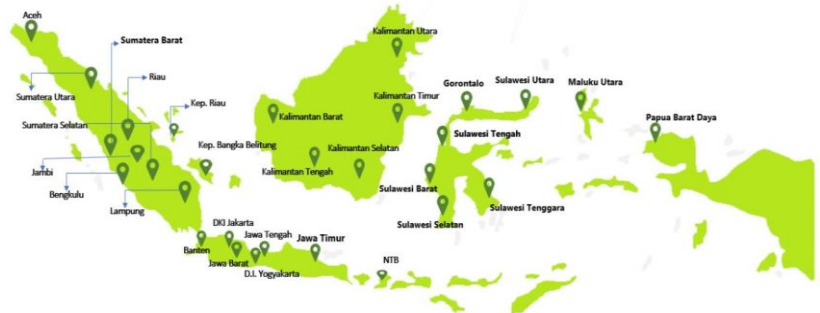 Aceh
Sumatera Barat
Kalimantan Utara
Riau
Gorontalo
Sulawesi Utara
Maluku Utara
Sumatera Utara
Kep. Riau
Kalimantan Timur
Kalimantan Barat
Papua Barat Daya
Sumatera Selatan
Sulawesi Tengah
Kep. Bangka Belitung
Kalimantan Selatan
Kalimantan Tengah
Jambi
Sulawesi Barat
Bengkulu
Lampung
Sulawesi Tenggara
DKI Jakarta
Sulawesi Selatan
Jawa Tengah
Jawa Timur
Banten
Jawa Barat
NTB
D.I. Yogyakarta